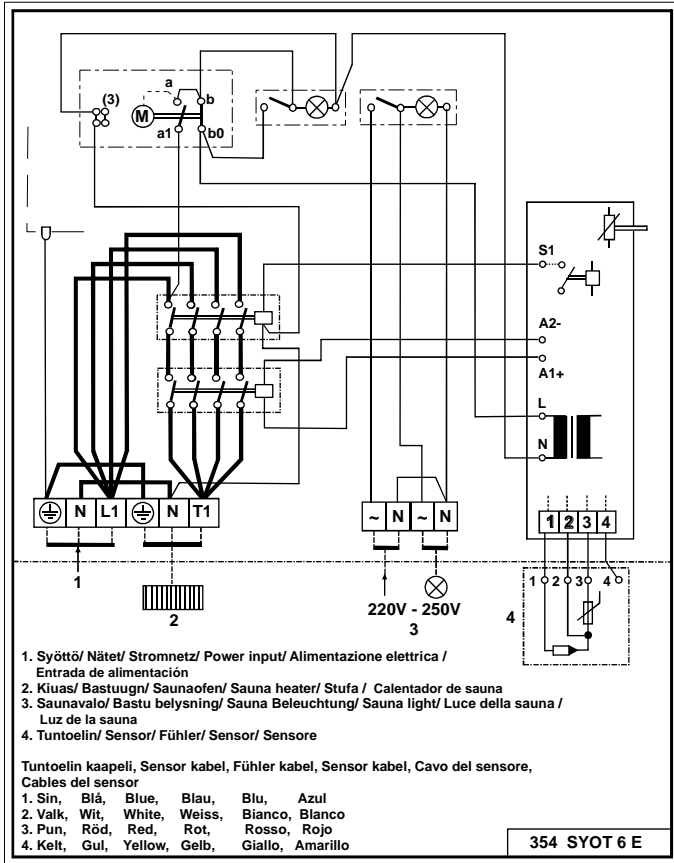 a
(3)
b
M
a1
b0
S1
A2-
A1+
L
N
N L1 N T1
~ N ~ N
1 2 3 4
1 2 3 4
1
2
220V - 250V
3
4
1. Syöttö/ Nätet/ Stromnetz/ Power input/ Alimentazione elettrica /
Entrada de alimentación
2. Kiuas/ Bastuugn/ Saunaofen/ Sauna heater/ Stufa / Calentador de sauna
3. Saunavalo/ Bastu belysning/ Sauna Beleuchtung/ Sauna light/ Luce della sauna /
Luz de la sauna
4. Tuntoelin/ Sensor/ Fühler/ Sensor/ Sensore
Tuntoelin kaapeli, Sensor kabel, Fühler kabel, Sensor kabel, Cavo del sensore,
Cables del sensor
1. Sin, Blå, Blue, Blau, Blu, Azul
2. Valk, Wit, White, Weiss, Bianco, Blanco
3. Pun, Röd, Red, Rot, Rosso, Rojo
4. Kelt, Gul, Yellow, Gelb, Giallo, Amarillo
354 SYOT 6 E